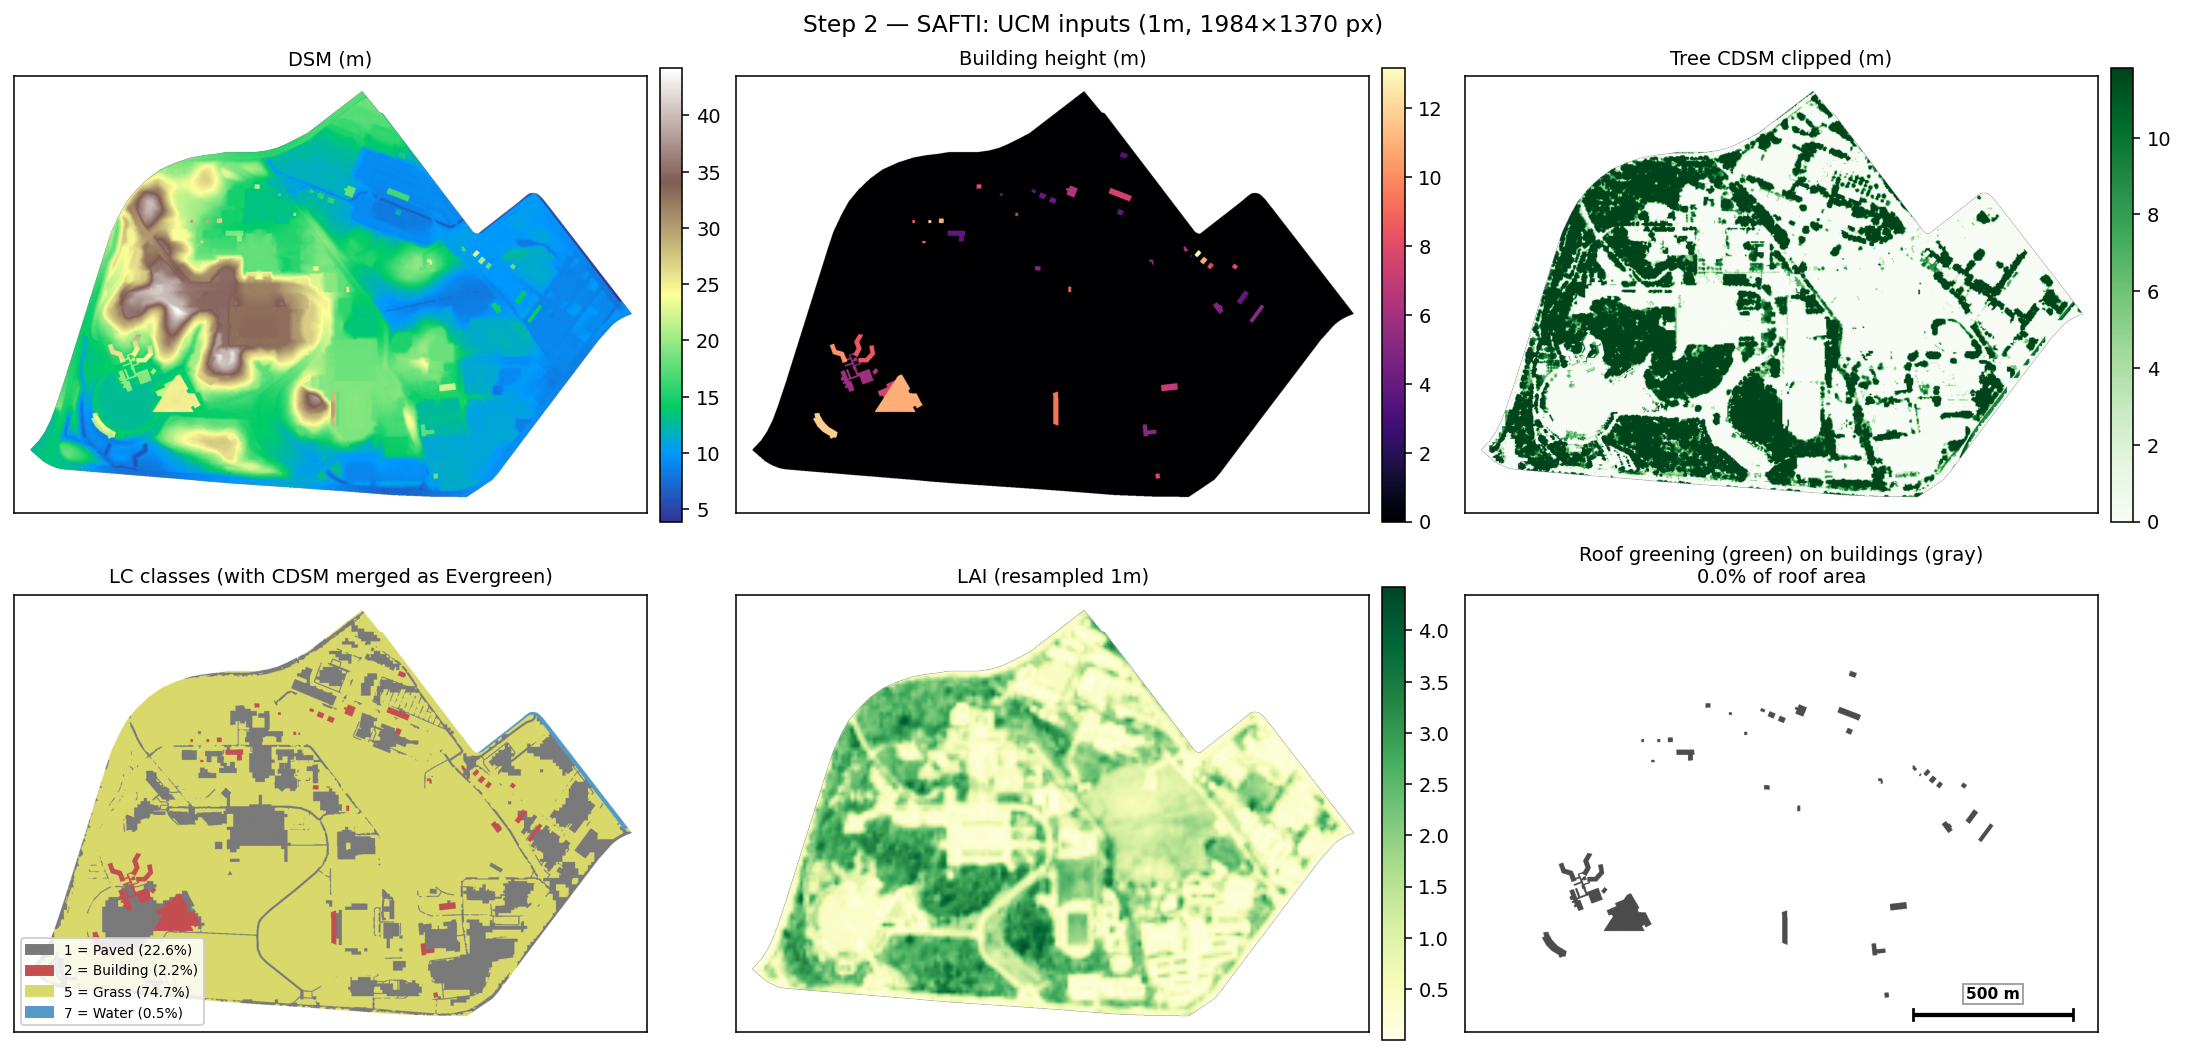 Step 2 — SAFTI: UCM inputs (1m, 1984×1370 px)
DSM (m)
40
35
30
25
20
15
10
5
Building height (m)
12
10
8
6
4
2
0
Tree CDSM clipped (m)
10
8
6
4
2
0
LC classes (with CDSM merged as Evergreen)
1 = Paved (22.6%)
2 = Building (2.2%)
5 = Grass (74.7%)
7 = Water (0.5%)
LAI (resampled 1m)
4.0
3.5
3.0
2.5
2.0
1.5
1.0
0.5
Roof greening (green) on buildings (gray)
0.0% of roof area
500 m